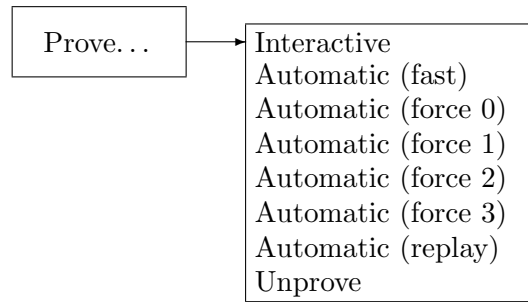 Prove...
Interactive
Automatic (fast)
Automatic (force 0)
Automatic (force 1)
Automatic (force 2)
Automatic (force 3)
Automatic (replay)
Unprove